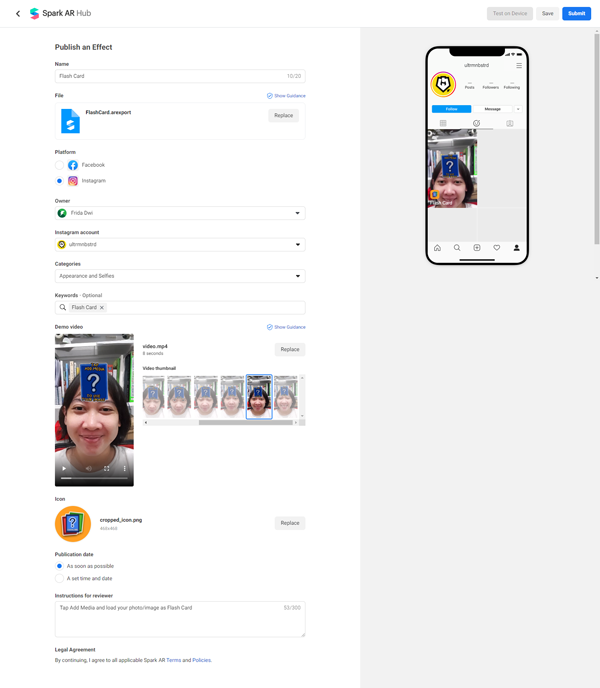 Spark AR Hub
Test on Device
Save
Submit
Publish an Effect
Name
Flash Card
10/20
File
Show Guidance
FlashCard.arexport
Replace
Platform
Facebook
Instagram
Owner
Frida Dwi
Instagram account
ultrmnbstrd
Categories
Appearance and Selfies
Keywords · Optional
Flash Card
Demo video
Show Guidance
ADD MEDIA
?
video.mp4
8 seconds
Replace
Video thumbnail
Icon
cropped_icon.png
Replace
Publication date
As soon as possible
A set time and date
Instructions for reviewer
Tap Add Media and load your photo/image as Flash Card
53/300
Legal Agreement
By continuing, I agree to all applicable Spark AR Terms and Policies.
ultrmnbstrd
Posts
Followers
Following
Follow
Message
?
Flash Card